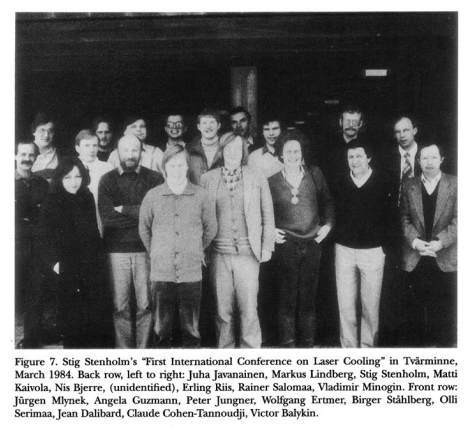 Figure 7. Stig Stenholm's "First International Conference on Laser Cooling" in Tvärminne,
March 1984. Back row, left to right: Juha Javanainen, Markus Lindberg, Stig Stenholm, Matti
Kaivola, Nis Bjerre, (unidentified), Erling Riis, Rainer Salomaa, Vladimir Minogin. Front row:
Jürgen Mlynek, Angela Guzmann, Peter Jungner, Wolfgang Ertmer, Birger Ståhlberg, Olli
Serimaa, Jean Dalibard, Claude Cohen-Tannoudji, Victor Balykin.